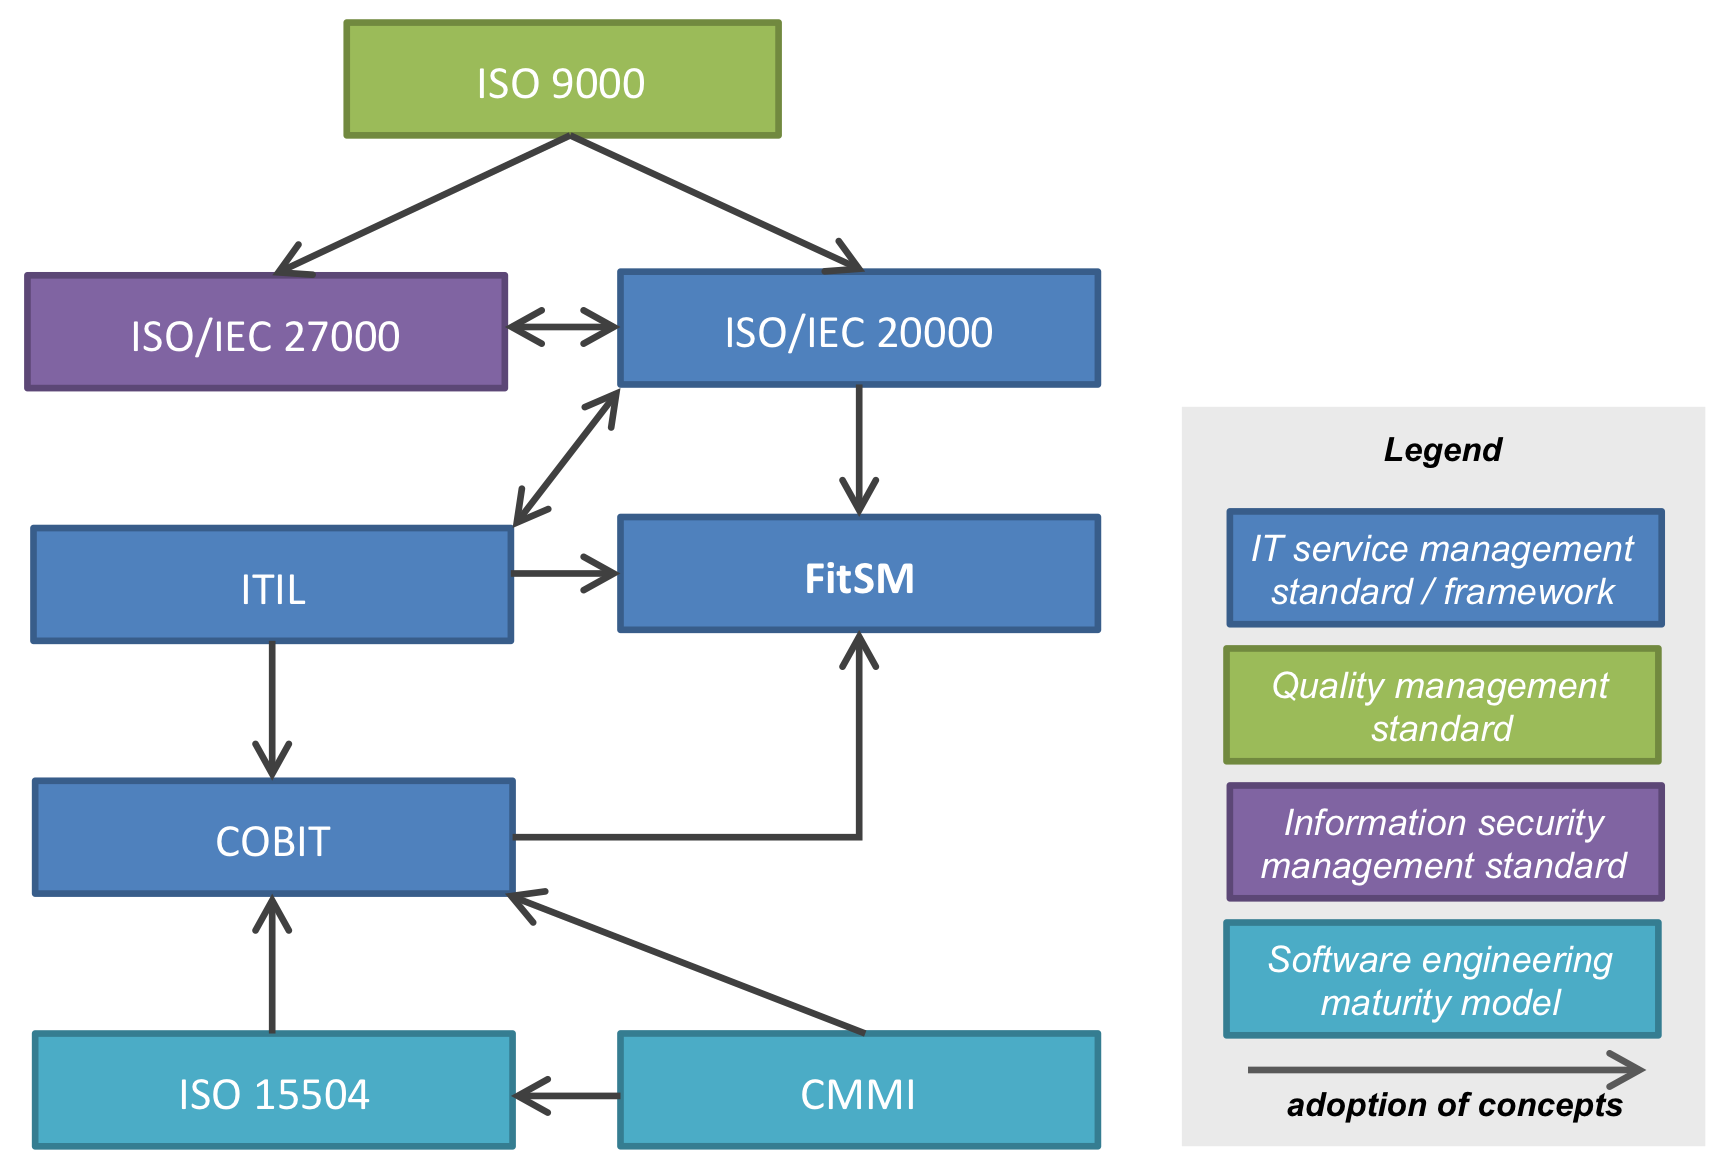 ISO 9000
ISO/IEC 27000
ISO/IEC 20000
ITIL
FitSM
COBIT
ISO 15504
CMMI
Legend
IT service management
standard / framework
Quality management
standard
Information security
management standard
Software engineering
maturity model
adoption of concepts